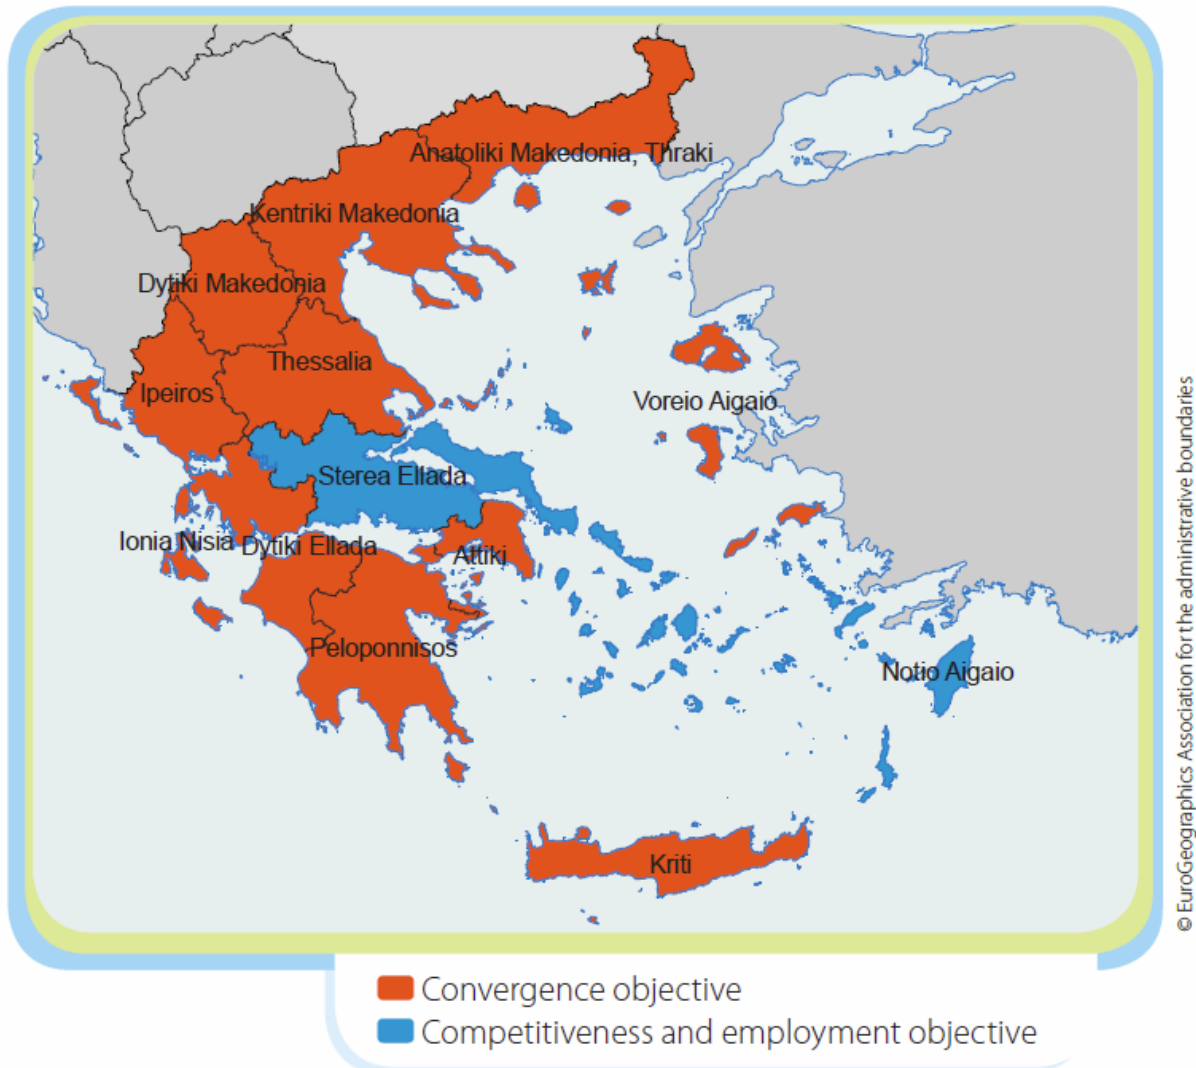 Anatoliki Makedonia, Thraki
Kentriki Makedonia
Dytiki Makedonia
Thessalia
Ipeiros
Voreio Aigaio
Sterea Ellada
Ionia Nisia
Dytiki Ellada
Attiki
Peloponnisos
Notio Aigaio
Kriti
© EuroGeographics Association for the administrative boundaries
Convergence objective
Competitiveness and employment objective